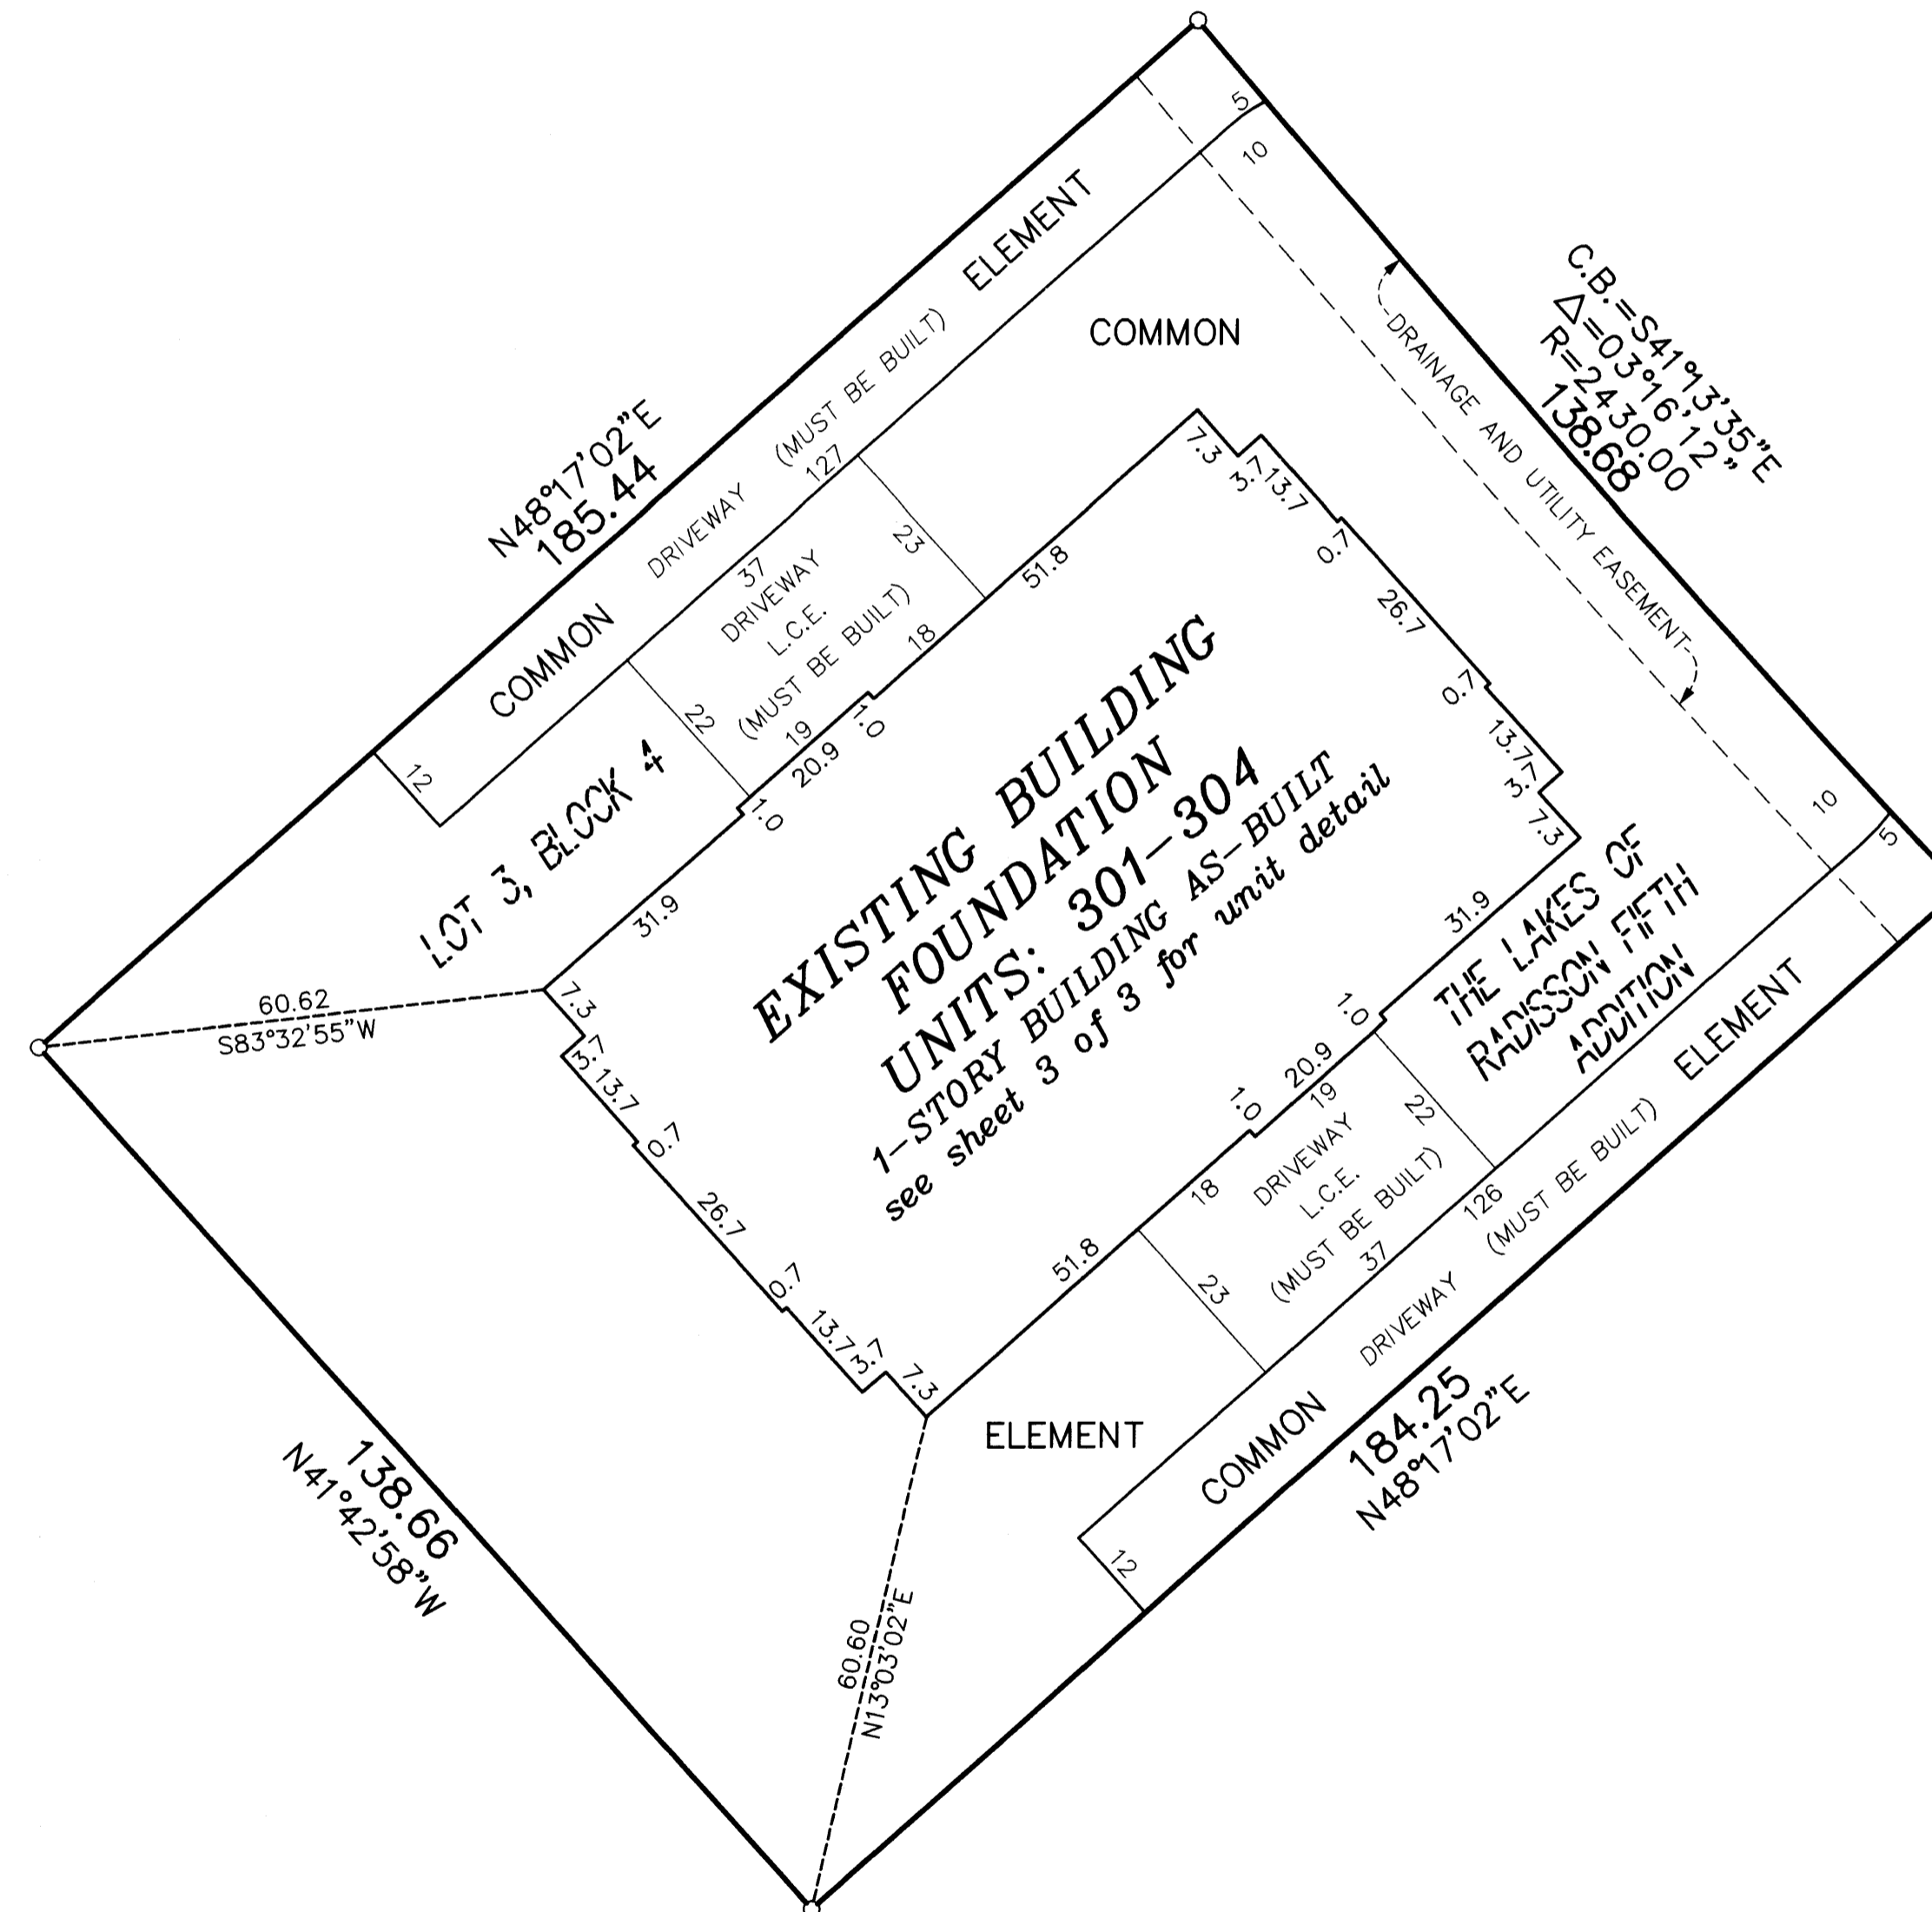 5
10
ELEMENT
COMMON
C.B.=S41°13'35"E
△=03°16'12"
R=2430.00
138.68
DRAINAGE AND UTILITY EASEMENT
N48°17'02"E
185.44
(MUST BE BUILT)
127
DRIVEWAY
COMMON
12
37
DRIVEWAY
L.C.E.
(MUST BE BUILT)
23
22
19
18
51.8
1.0
20.9
1.0
31.9
7.3
3.7
13.7
0.7
26.7
0.7
13.7
3.7
7.3
LOT 3, BLOCK 4
EXISTING BUILDING
FOUNDATION
UNITS: 301-304
1-STORY BUILDING AS-BUILT
see sheet 3 of 3 for unit detail
10
5
31.9
THE LAKES OF
RADISSON FIFTH
ADDITION
ELEMENT
60.62
S83°32'55"W
7.3
3.7
13.7
0.7
26.7
0.7
13.7
3.7
7.3
1.0
20.9
1.0
19
22
18
DRIVEWAY
L.C.E.
(MUST BE BUILT)
37
23
51.8
126
(MUST BE BUILT)
DRIVEWAY
COMMON
12
ELEMENT
184.25
N48°17'02"E
138.66
N41°42'58"W
60.60
N13°03'02"E